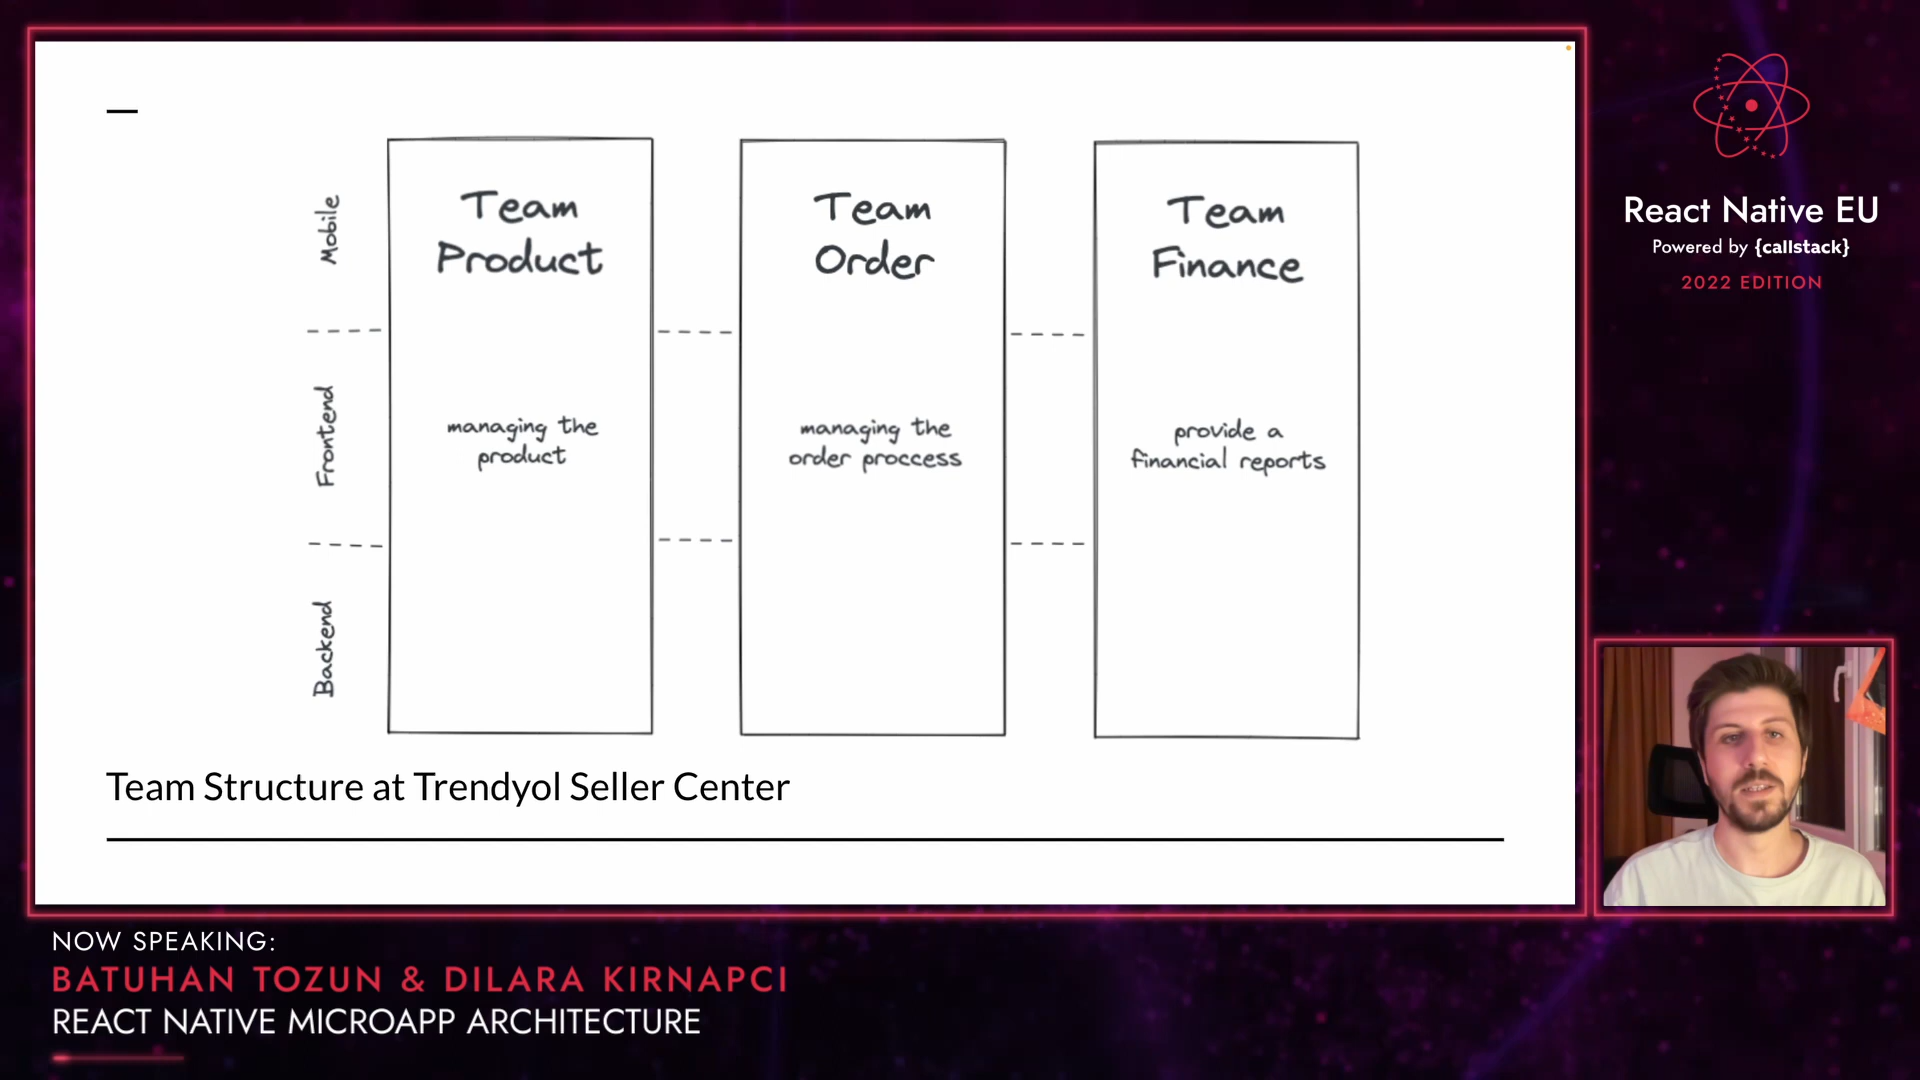 Mobile
Team
Product
Team
Order
Team
Finance
Frontend
managing the
product
managing the
order proccess
provide a
financial reports
Backend
Team Structure at Trendyol Seller Center
React Native EU
Powered by {callstack}
2022 EDITION
NOW SPEAKING:
BATUHAN TOZUN & DILARA KIRNAPCI
REACT NATIVE MICROAPP ARCHITECTURE